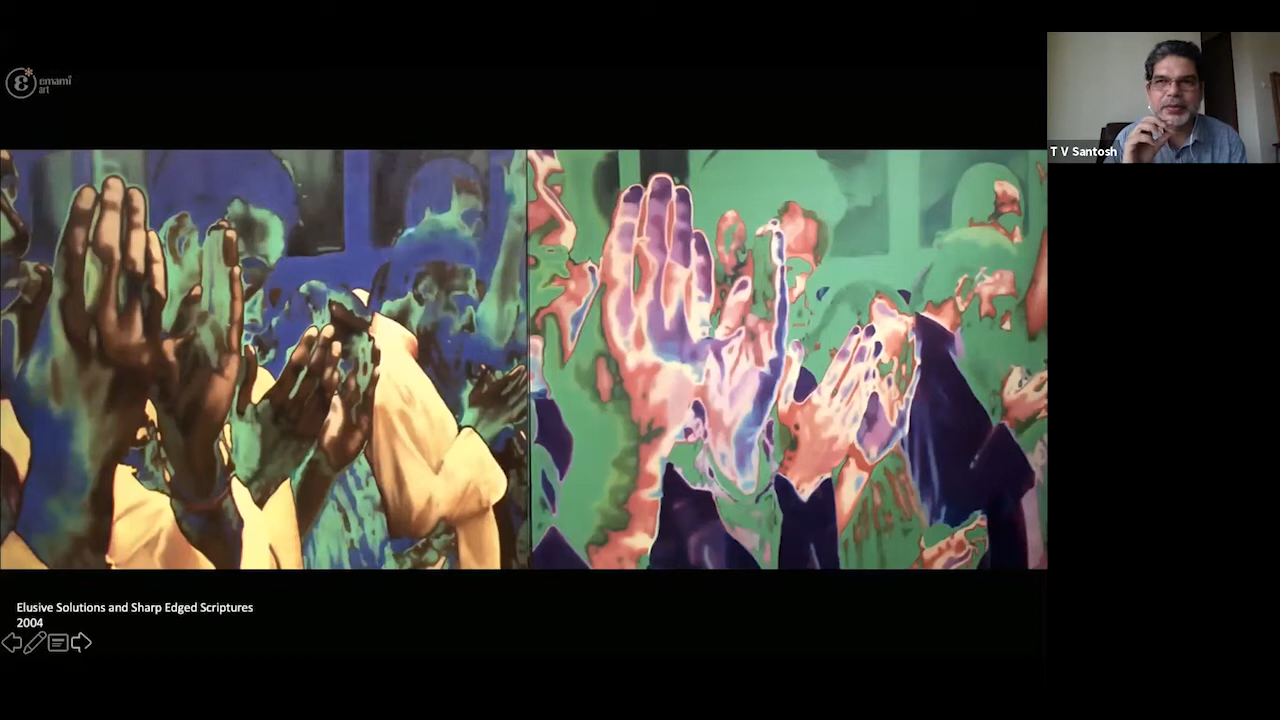 emami
art
T V Santosh
Elusive Solutions and Sharp Edged Scriptures
2004